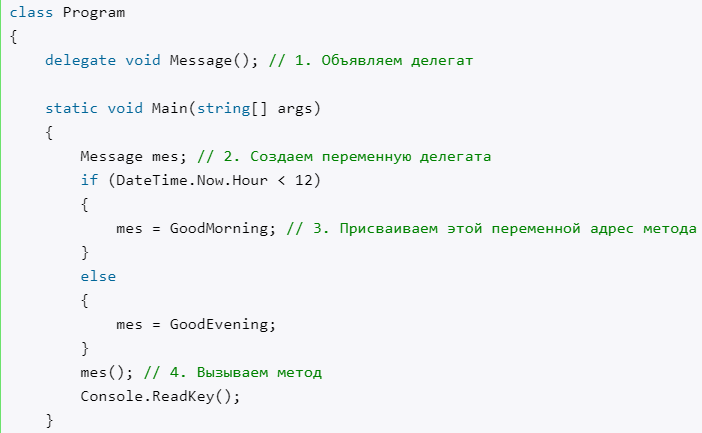 class Program
{
    delegate void Message(); // 1. Объявляем делегат

    static void Main(string[] args)
    {
        Message mes; // 2. Создаем переменную делегата
        if (DateTime.Now.Hour < 12)
        {
            mes = GoodMorning; // 3. Присваиваем этой переменной адрес метода
        }
        else
        {
            mes = GoodEvening;
        }
        mes(); // 4. Вызываем метод
        Console.ReadKey();
    }